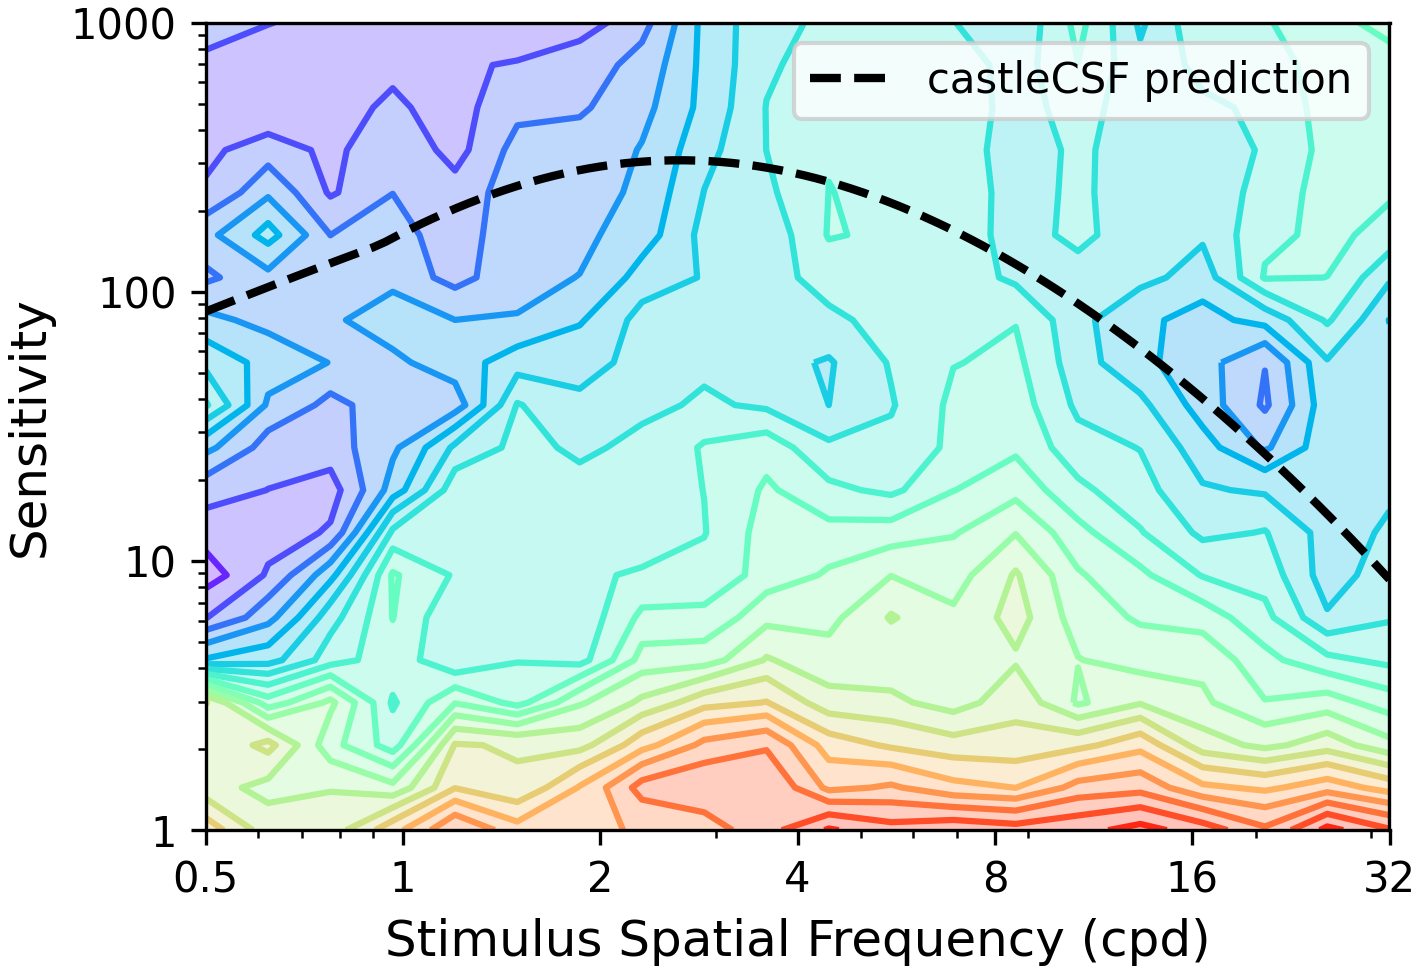 1000
100
10
1
Sensitivity
castleCSF prediction
0.5 1 2 4 8 16 32
Stimulus Spatial Frequency (cpd)